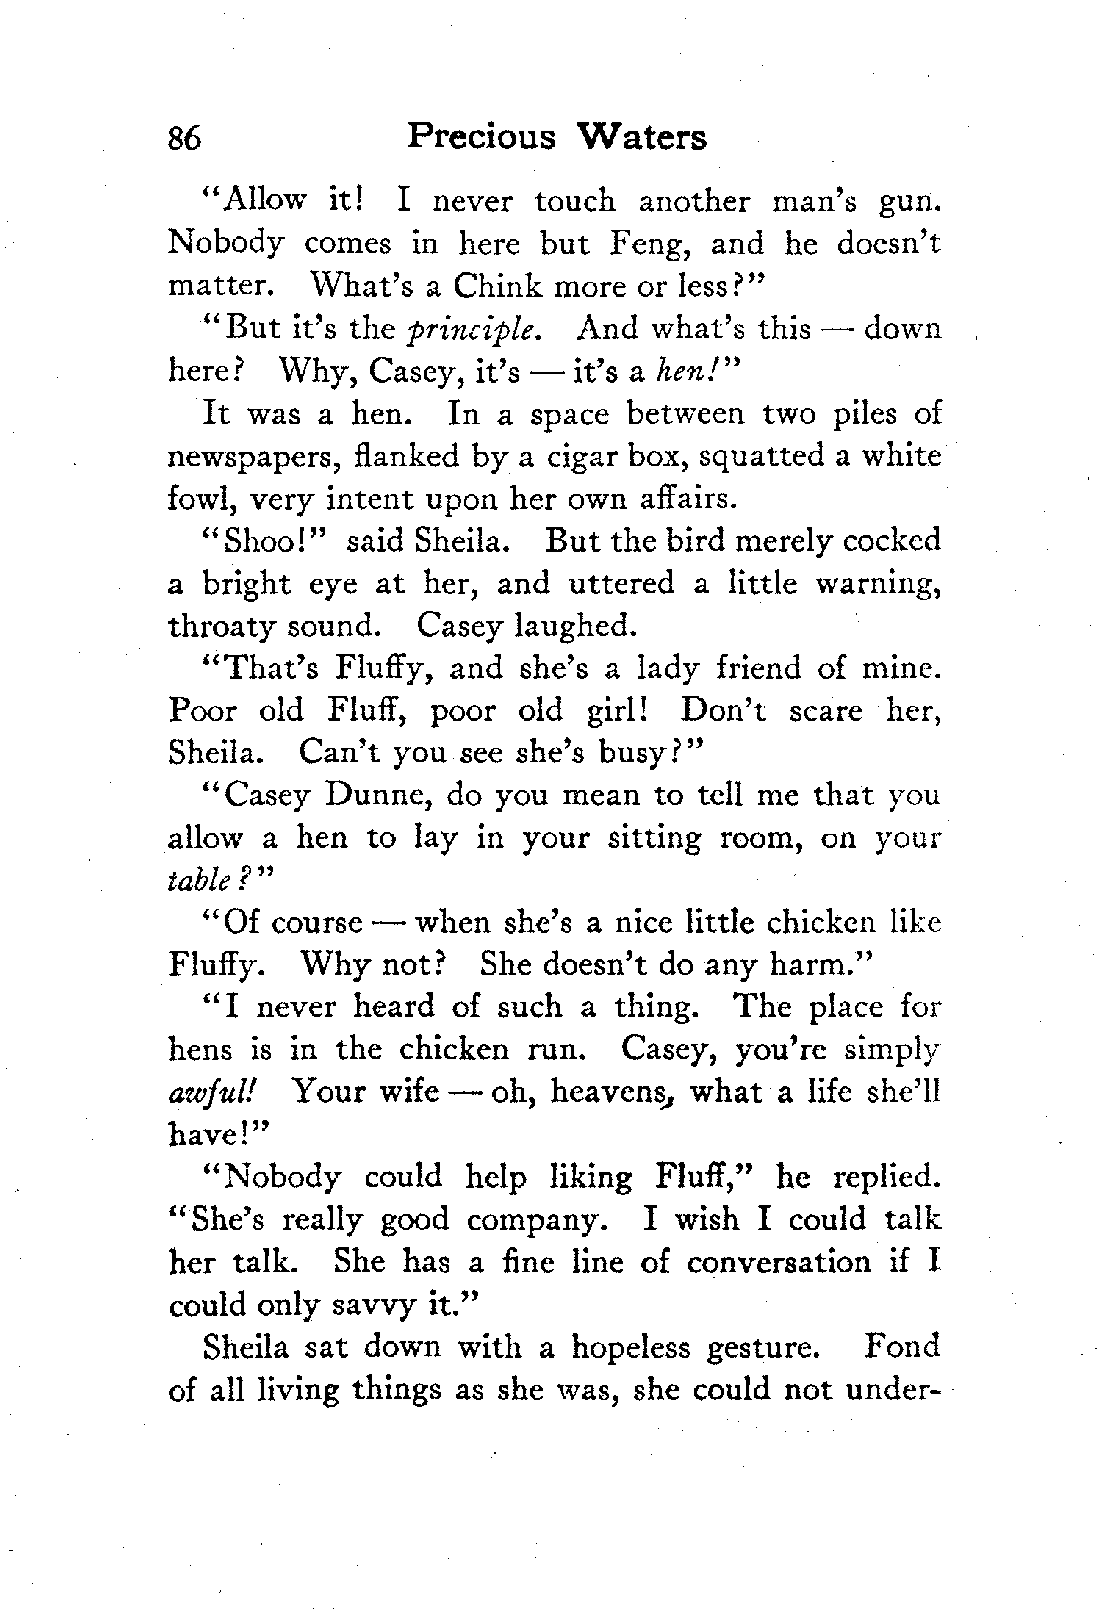 86 Precious Waters
"Allow it! I never touch another man's gun.
Nobody comes in here but Feng, and he doesn't
matter. What's a Chink more or less?"
"But it's the principle. And what's this — down
here? Why, Casey, it's — it's a hen!"
It was a hen. In a space between two piles of
newspapers, flanked by a cigar box, squatted a white
fowl, very intent upon her own affairs.
"Shoo!" said Sheila. But the bird merely cocked
a bright eye at her, and uttered a little warning,
throaty sound. Casey laughed.
"That's Fluffy, and she's a lady friend of mine.
Poor old Fluff, poor old girl! Don't scare her,
Sheila. Can't you see she's busy?"
"Casey Dunne, do you mean to tell me that you
allow a hen to lay in your sitting room, on your
table?"
"Of course — when she's a nice little chicken like
Fluffy. Why not? She doesn't do any harm."
"I never heard of such a thing. The place for
hens is in the chicken run. Casey, you're simply
awful! Your wife — oh, heavens, what a life she'll
have!"
"Nobody could help liking Fluff," he replied.
"She's really good company. I wish I could talk
her talk. She has a fine line of conversation if I
could only savvy it."
Sheila sat down with a hopeless gesture. Fond
of all living things as she was, she could not under-